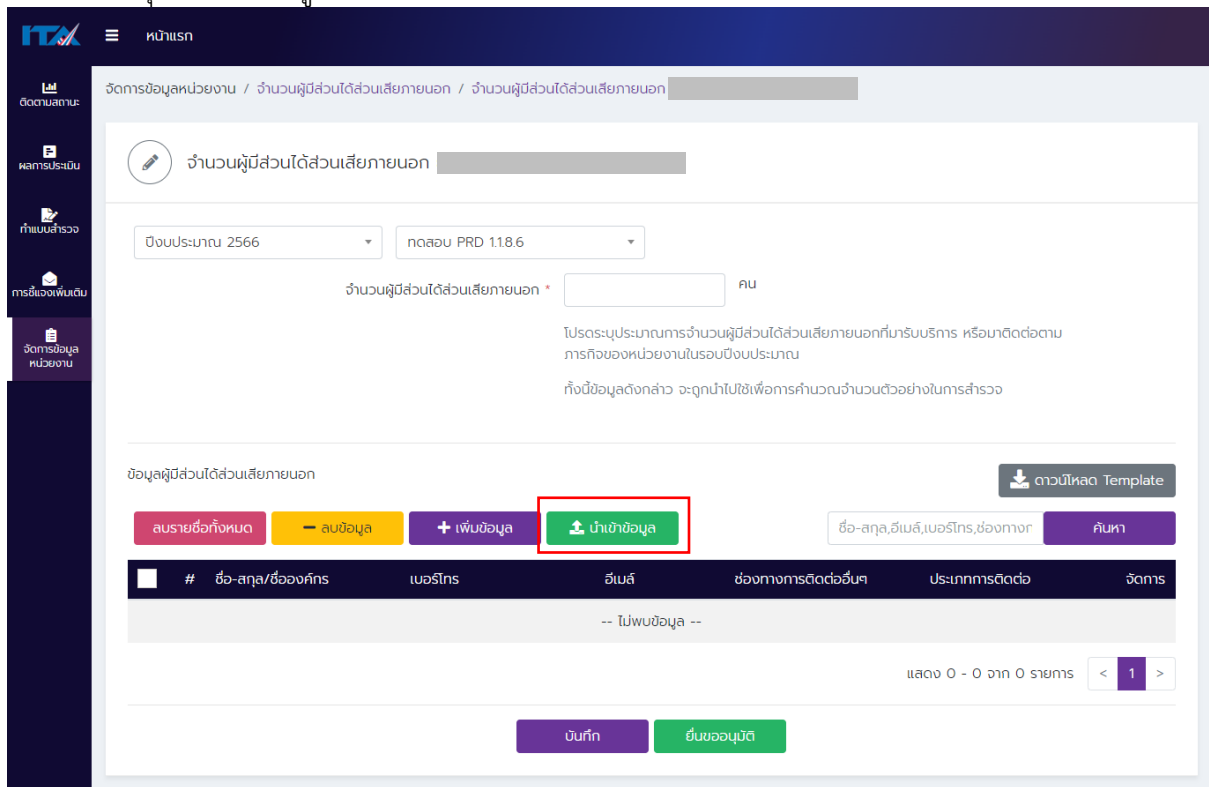 ITA หน้าแรก
ติดตามสถานะ
ผลการประเมิน
ทำแบบสำรวจ
การชี้แจงเพิ่มเติม
จัดการข้อมูล
หน่วยงาน
จัดการข้อมูลหน่วยงาน / จำนวนผู้มีส่วนได้ส่วนเสียภายนอก / จำนวนผู้มีส่วนได้ส่วนเสียภายนอก
จำนวนผู้มีส่วนได้ส่วนเสียภายนอก
ปีงบประมาณ 2566 ทดสอบ PRD 1.1.8.6
จำนวนผู้มีส่วนได้ส่วนเสียภายนอก * คน
โปรดระบุประมาณการจำนวนผู้มีส่วนได้ส่วนเสียภายนอกที่มารับบริการ หรือมาติดต่อตาม
ภารกิจของหน่วยงานในรอบปีงบประมาณ
ทั้งนี้ข้อมูลดังกล่าว จะถูกนำไปใช้เพื่อการคำนวณจำนวนตัวอย่างในการสำรวจ
ข้อมูลผู้มีส่วนได้ส่วนเสียภายนอก
ดาวน์โหลด Template
ลบรายชื่อทั้งหมด ลบข้อมูล เพิ่มข้อมูล นำเข้าข้อมูล ชื่อ-สกุล,อีเมล์,เบอร์โทร,ช่องทางก ค้นหา
# ชื่อ-สกุล/ชื่อองค์กร เบอร์โทร อีเมล์ ช่องทางการติดต่ออื่นๆ ประเภทการติดต่อ จัดการ
-- ไม่พบข้อมูล --
แสดง 0 - 0 จาก 0 รายการ < 1 >
บันทึก ยื่นขออนุมัติ